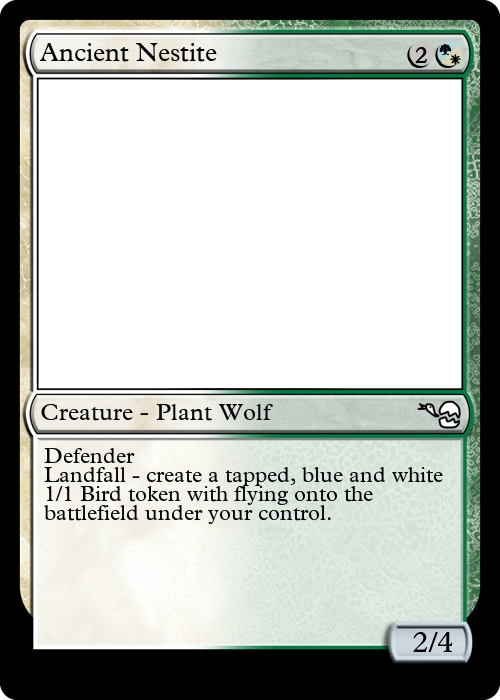 Ancient Nestite 2
Creature - Plant Wolf
Defender
Landfall - create a tapped, blue and white
1/1 Bird token with flying onto the
battlefield under your control.
2/4